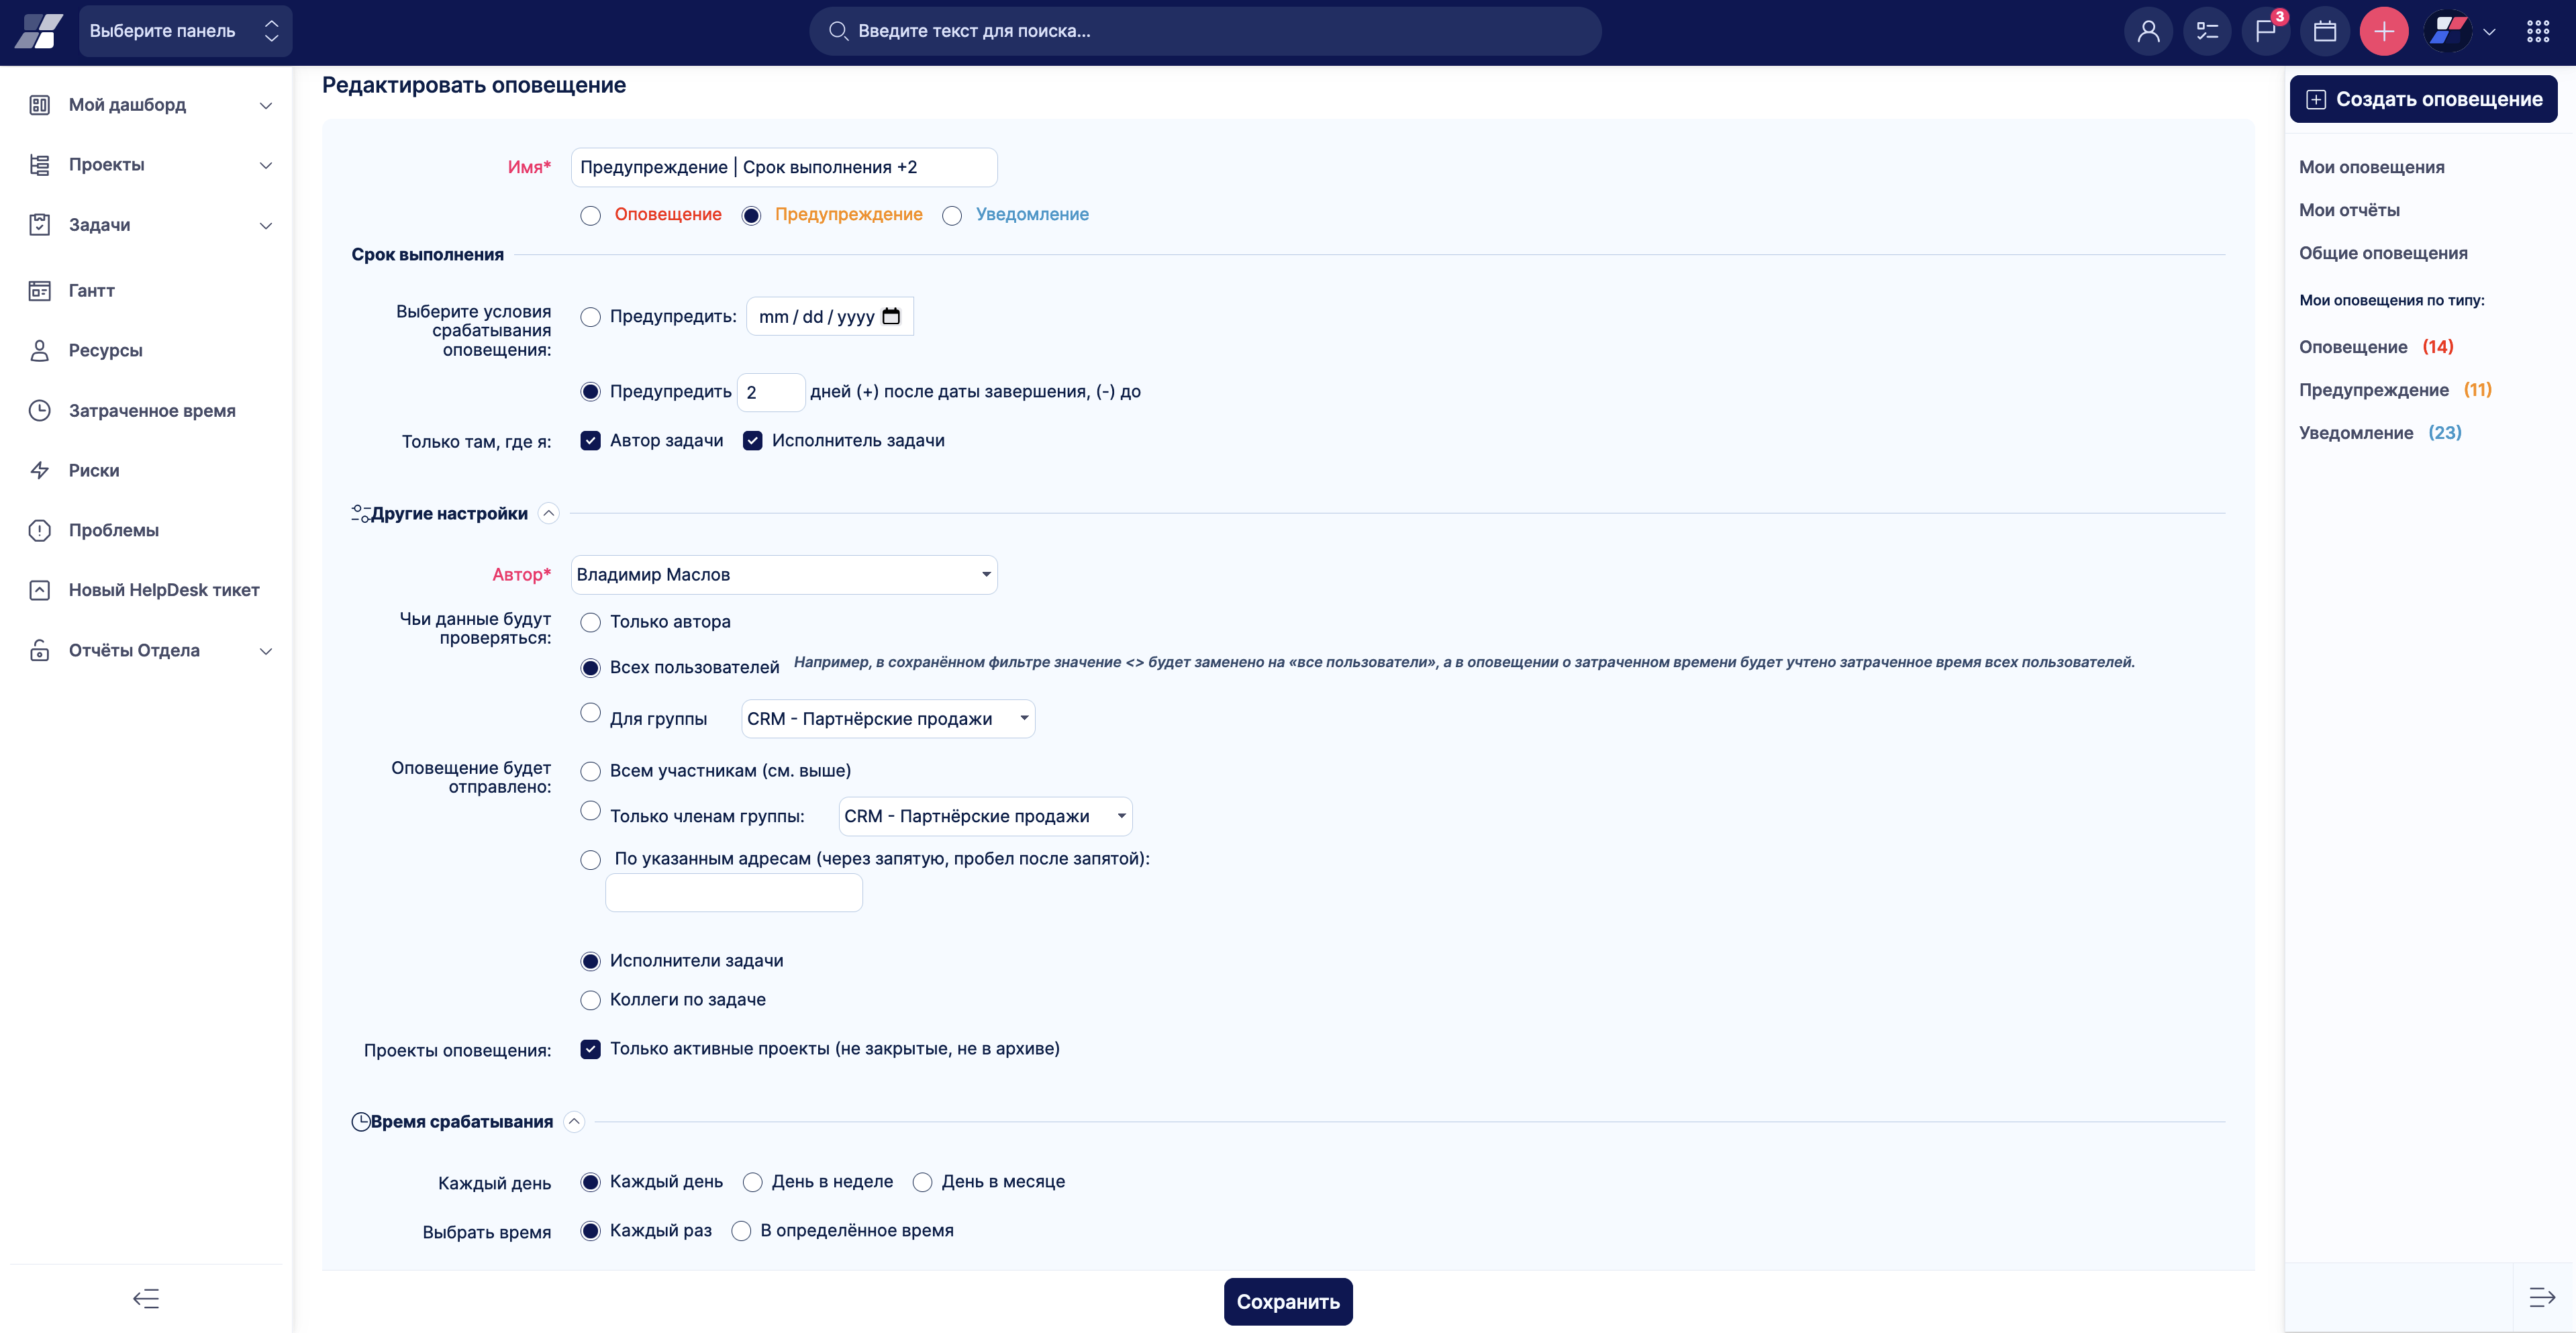 Выберите панель
Введите текст для поиска...
3
Мой дашборд
Проекты
Задачи
Гантт
Ресурсы
Затраченное время
Риски
Проблемы
Новый HelpDesk тикет
Отчёты Отдела
Редактировать оповещение
Имя* Предупреждение | Срок выполнения +2
Оповещение Предупреждение Уведомление
Срок выполнения
Выберите условия
срабатывания
оповещения:
Предупредить: mm / dd / yyyy
Предупредить 2 дней (+) после даты завершения, (-) до
Только там, где я: Автор задачи Исполнитель задачи
Другие настройки
Автор* Владимир Маслов
Чьи данные будут
проверяться:
Только автора
Всех пользователей Например, в сохранённом фильтре значение <> будет заменено на «все пользователи», а в оповещении о затраченном времени будет учтено затраченное время всех пользователей.
Для группы CRM - Партнёрские продажи
Оповещение будет
отправлено:
Всем участникам (см. выше)
Только членам группы: CRM - Партнёрские продажи
По указанным адресам (через запятую, пробел после запятой):
Исполнители задачи
Коллеги по задаче
Проекты оповещения: Только активные проекты (не закрытые, не в архиве)
Время срабатывания
Каждый день Каждый день День в неделе День в месяце
Выбрать время Каждый раз В определённое время
Сохранить
Создать оповещение
Мои оповещения
Мои отчёты
Общие оповещения
Мои оповещения по типу:
Оповещение (14)
Предупреждение (11)
Уведомление (23)